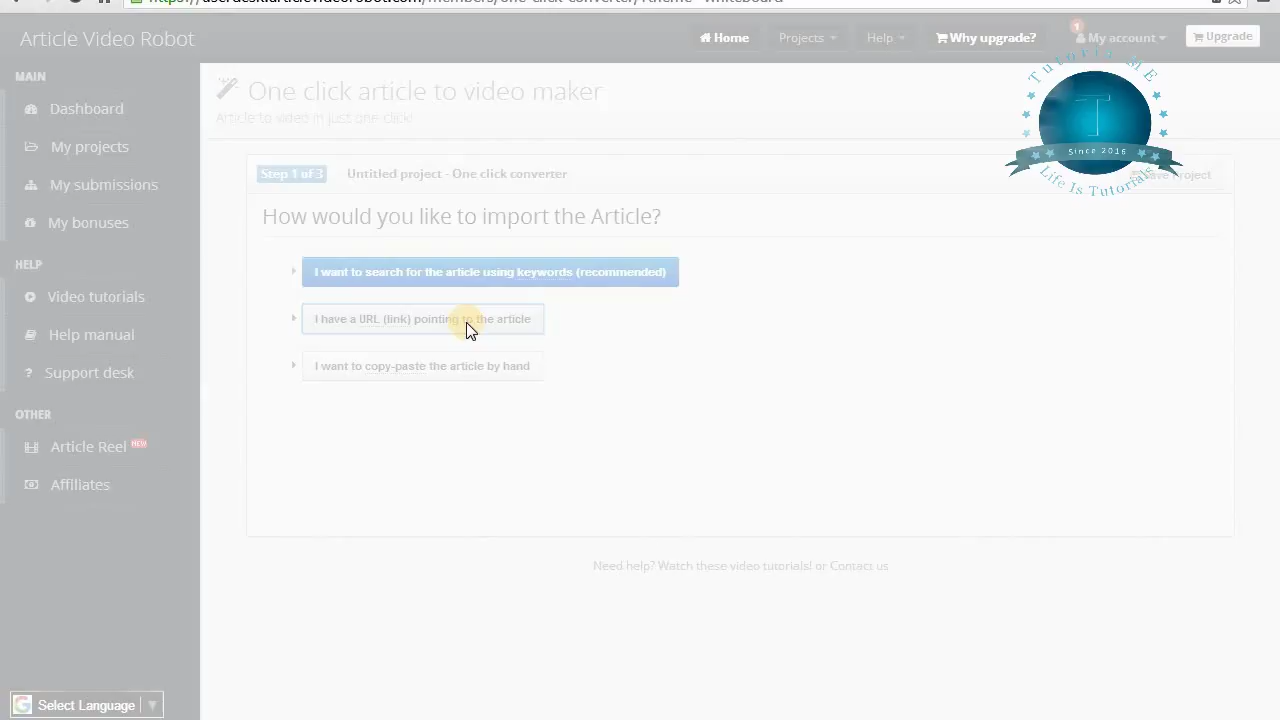 Article Video Robot
Home
Projects
Help
Why upgrade?
1
My account
Upgrade
MAIN
Dashboard
My projects
My submissions
My bonuses
HELP
Video tutorials
Help manual
? Support desk
OTHER
Article Reel NEW
Affiliates
G Select Language
One click article to video maker
Article to video in just one click!
Tutoria ME
T
Since 2016
Life Is Tutorials
Step 1 of 3
Untitled project - One click converter
Project
How would you like to import the Article?
I want to search for the article using keywords (recommended)
I have a URL (link) pointing to the article
I want to copy-paste the article by hand
Need help? Watch these video tutorials! or Contact us